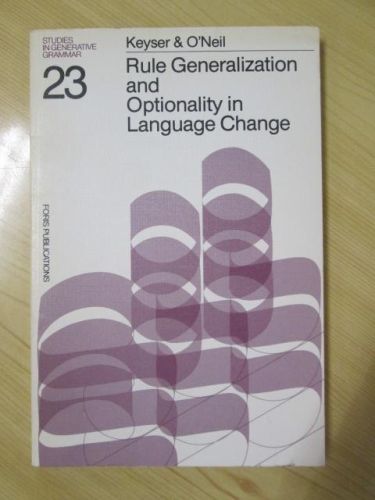 STUDIES
IN GENERATIVE
GRAMMAR
23
Keyser & O'Neil
Rule Generalization
and
Optionality in
Language Change
FORIS PUBLICATIONS